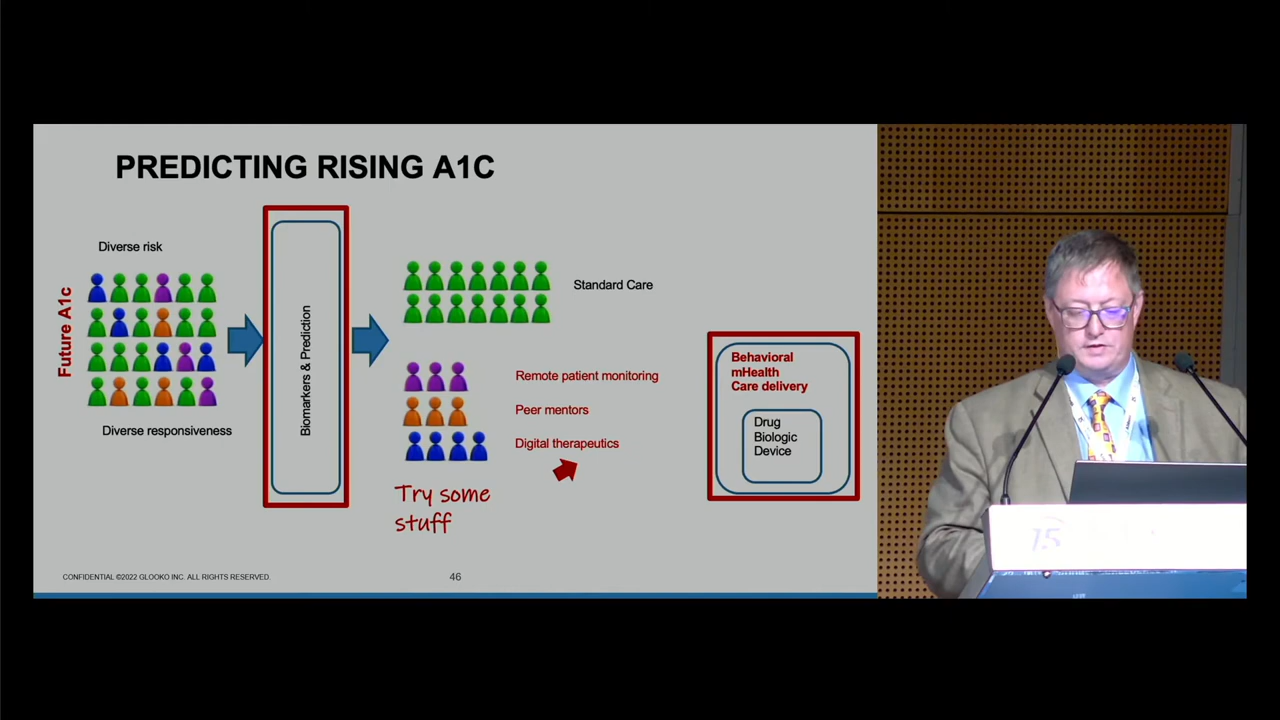 PREDICTING RISING A1C
Diverse risk
Future A1c
Diverse responsiveness
Biomarkers & Prediction
Standard Care
Remote patient monitoring
Peer mentors
Digital therapeutics
Try some
stuff
Behavioral
mHealth
Care delivery
Drug
Biologic
Device
CONFIDENTIAL ©2022 GLOOKO INC. ALL RIGHTS RESERVED.
46
15